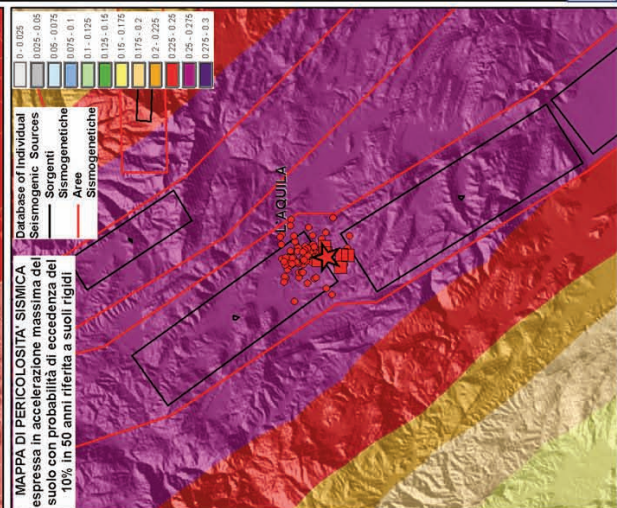 MAPPA DI PERICOLOSITA' SISMICA
espressa in accelerazione massima del
suolo con probabilità di eccedenza del
10% in 50 anni riferita a suoli rigidi
Database of Individual
Seismogenic Sources
Sorgenti
Sismogenetiche
Aree
Sismogenetiche
0 - 0.025
0.025 - 0.05
0.05 - 0.075
0.075 - 0.1
0.1 - 0.125
0.125 - 0.15
0.15 - 0.175
0.175 - 0.2
0.2 - 0.225
0.225 - 0.25
0.25 - 0.275
0.275 - 0.3
L'AQUILA